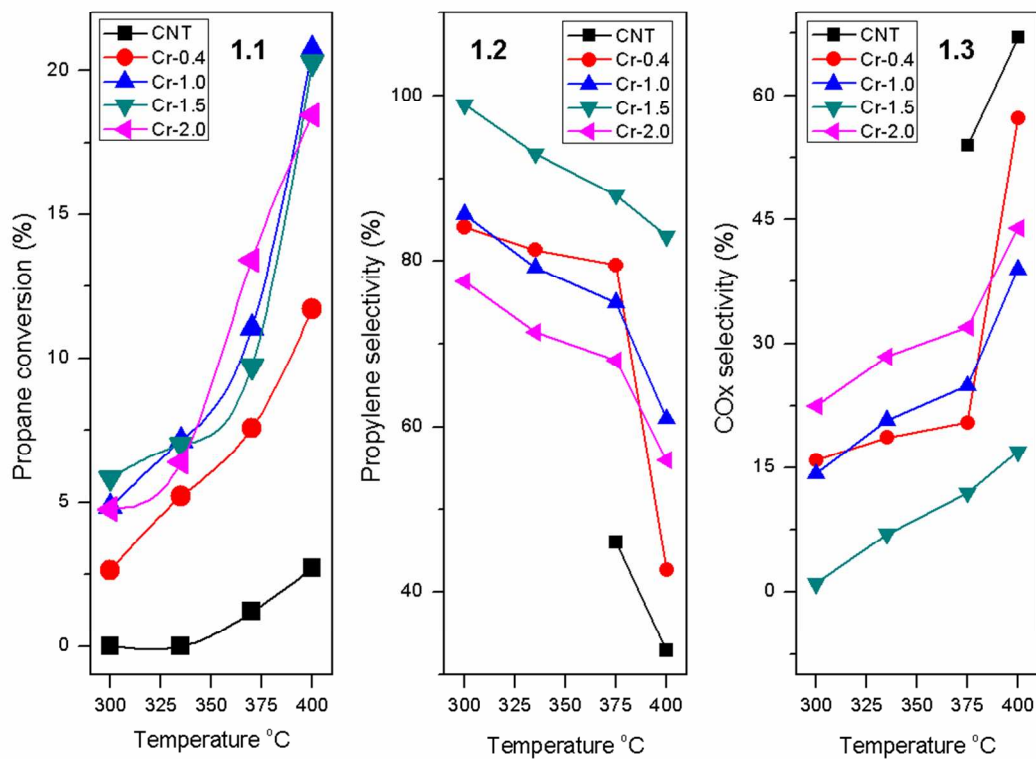 CNT
Cr-0.4
Cr-1.0
Cr-1.5
Cr-2.0
1.1
20
15
10
5
0
Propane conversion (%)
300 325 350 375 400
Temperature °C
1.2
CNT
Cr-0.4
Cr-1.0
Cr-1.5
Cr-2.0
100
80
60
40
Propylene selectivity (%)
300 325 350 375 400
Temperature °C
CNT
Cr-0.4
Cr-1.0
Cr-1.5
Cr-2.0
1.3
60
45
30
15
0
COx selectivity (%)
300 325 350 375 400
Temperature °C